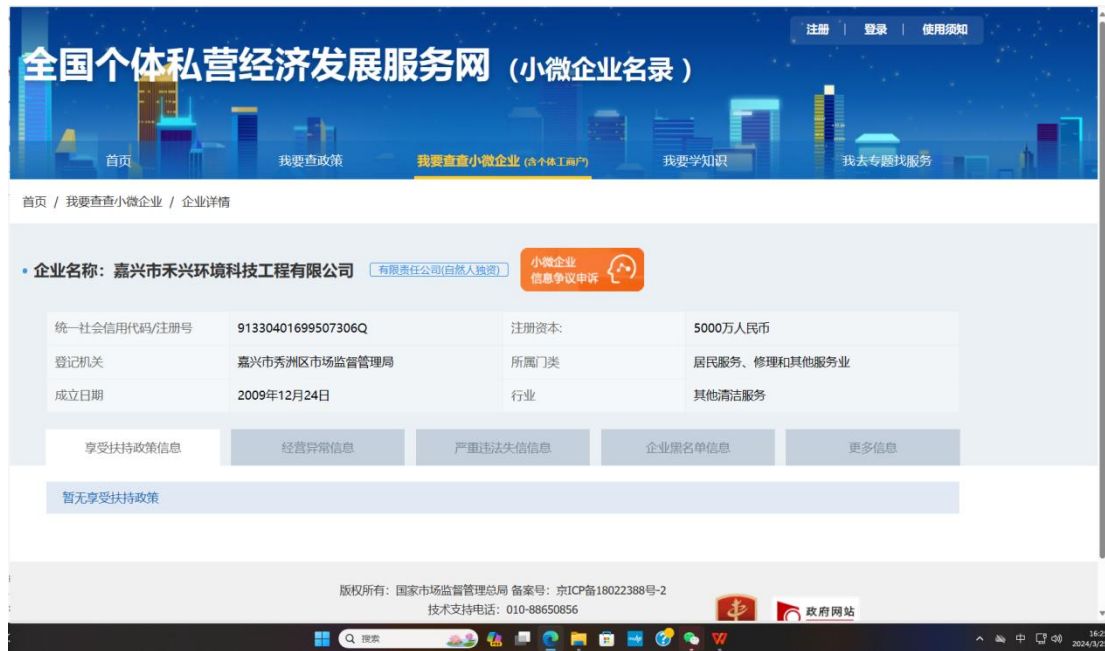 注册 | 登录 | 使用须知
全国个体私营经济发展服务网（小微企业名录）
首页 我要查政策 我要查查小微企业 (含个体工商户) 我要学知识 我去专题找服务
首页 / 我要查查小微企业 / 企业详情
企业名称：嘉兴市禾兴环境科技工程有限公司 有限责任公司(自然人独资) 小微企业
信息争议申诉
统一社会信用代码/注册号 91330401699507306Q 注册资本: 5000万人民币
登记机关 嘉兴市秀洲区市场监督管理局 所属门类 居民服务、修理和其他服务业
成立日期 2009年12月24日 行业 其他清洁服务
享受扶持政策信息 经营异常信息 严重违法失信信息 企业黑名单信息 更多信息
暂无享受扶持政策
版权所有：国家市场监督管理总局 备案号：京ICP备18022388号-2
技术支持电话：010-88650856
政府网站
搜索 中 16:2
2024/3/2